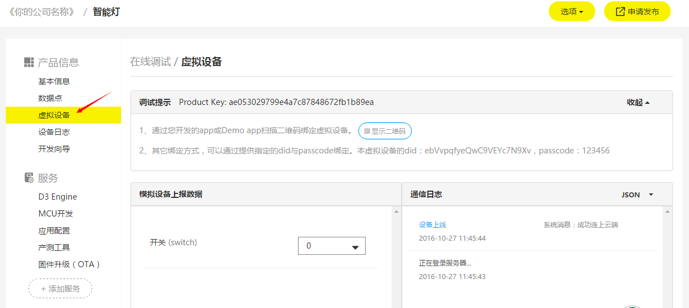 《你的公司名称》 / 智能灯
选项
申请发布
产品信息
基本信息
数据点
虚拟设备
设备日志
开发向导
服务
D3 Engine
MCU开发
应用配置
产测工具
固件升级（OTA）
+ 添加服务
在线调试 / 虚拟设备
调试提示 Product Key: ae053029799e4a7c87848672fb1b89ea
收起
1、通过您开发的app或Demo app扫描二维码绑定虚拟设备。 显示二维码
2、其它绑定方式，可以通过提供指定的did与passcode绑定。本虚拟设备的did：ebVvpqfyeQwC9VEYc7N9Xv，passcode：123456
模拟设备上报数据
开关 (switch)
0
通信日志
JSON
设备上线
系统消息：成功连上云端
2016-10-27 11:45:44
正在登录服务器...
2016-10-27 11:45:43